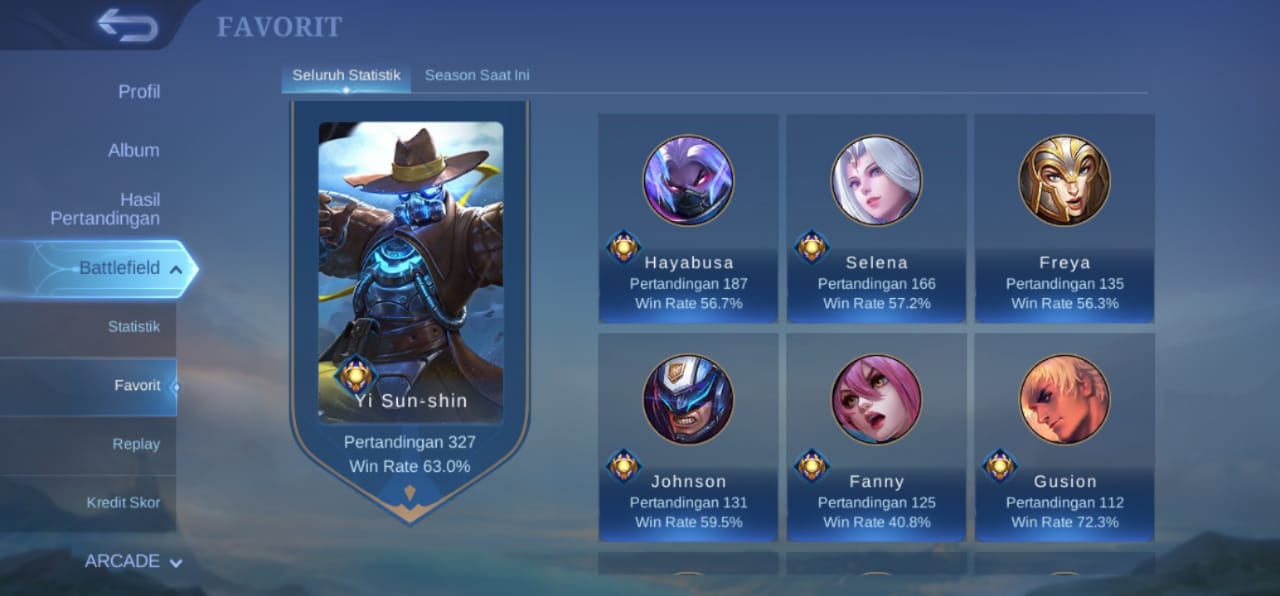 FAVORIT
Profil
Album
Hasil
Pertandingan
Battlefield
Statistik
Favorit
Replay
Kredit Skor
ARCADE
Seluruh Statistik
Season Saat Ini
Yi Sun-shin
Pertandingan 327
Win Rate 63.0%
Hayabusa
Pertandingan 187
Win Rate 56.7%
Selena
Pertandingan 166
Win Rate 57.2%
Freya
Pertandingan 135
Win Rate 56.3%
Johnson
Pertandingan 131
Win Rate 59.5%
Fanny
Pertandingan 125
Win Rate 40.8%
Gusion
Pertandingan 112
Win Rate 72.3%